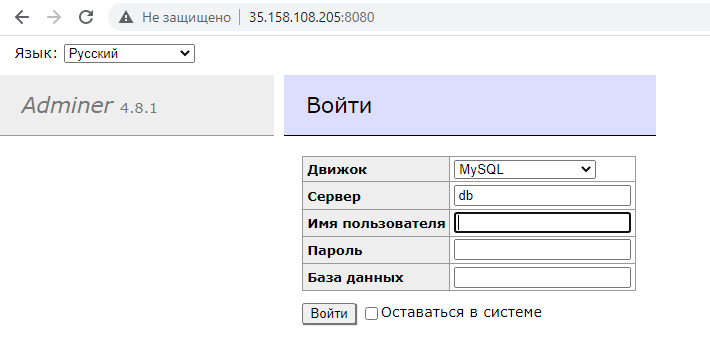 Не защищено 35.158.108.205:8080
Язык: Русский
Adminer 4.8.1
Войти
Движок MySQL
Сервер db
Имя пользователя
Пароль
База данных
Войти Оставаться в системе